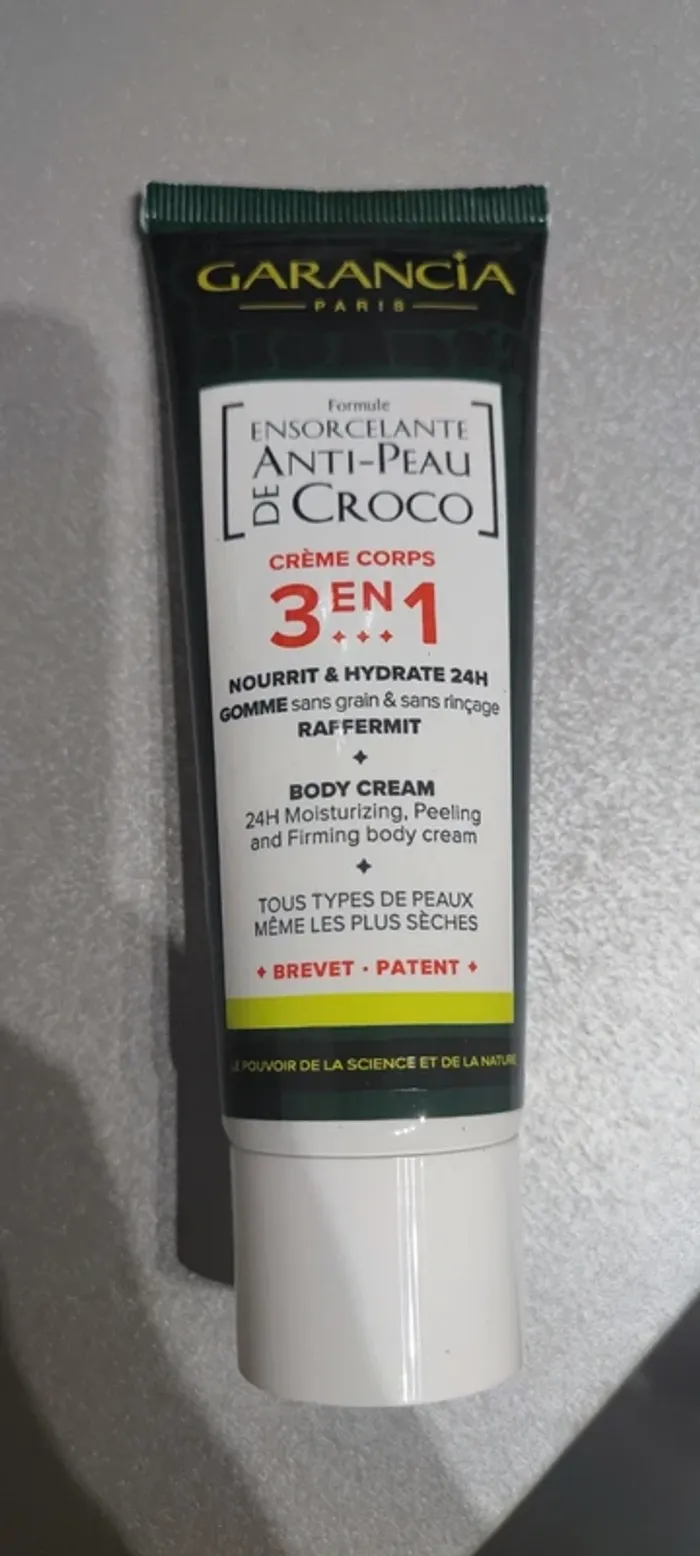 GARANCIA
PARIS
Formule
ENSORCELANTE
ANTI-PEAU
DE CROCO
CRÈME CORPS
3 EN 1
NOURRIT & HYDRATE 24H
GOMME sans grain & sans rinçage
RAFFERMIT
BODY CREAM
24H Moisturizing, Peeling
and Firming body cream
TOUS TYPES DE PEAUX
MÊME LES PLUS SÈCHES
BREVET · PATENT
LE POUVOIR DE LA SCIENCE ET DE LA NATURE